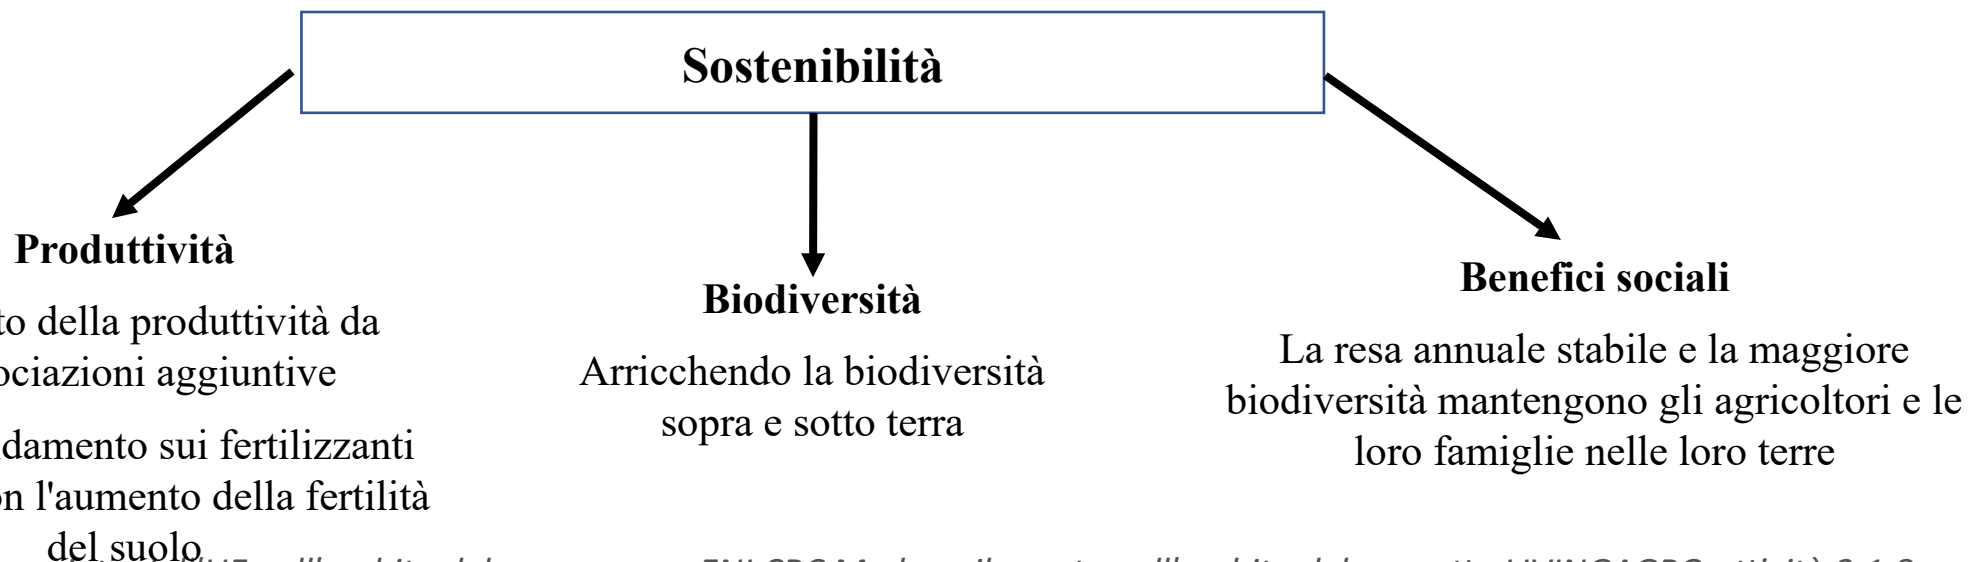 Sostenibilità
Produttività
to della produttività da
ociazioni aggiuntive
damento sui fertilizzanti
n l'aumento della fertilità
del suolo
Biodiversità
Arricchendo la biodiversità
sopra e sotto terra
Benefici sociali
La resa annuale stabile e la maggiore
biodiversità mantengono gli agricoltori e le
loro famiglie nelle loro terre